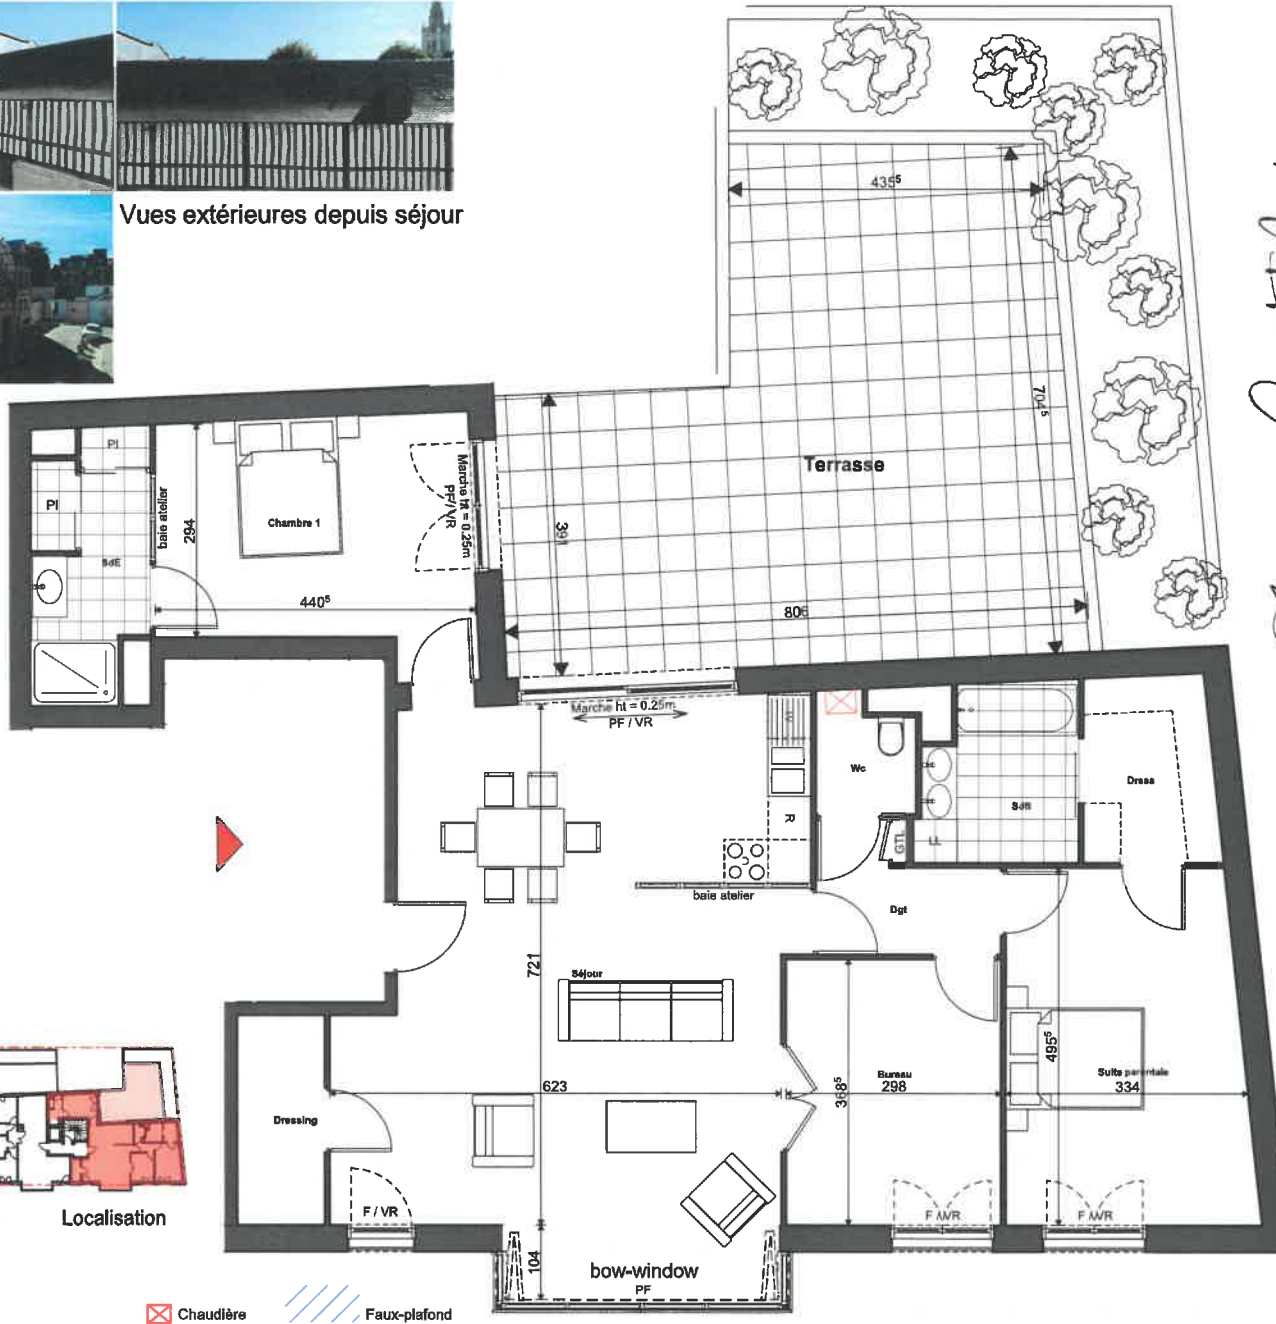 Vues extérieures depuis séjour
435⁵
704⁵
Terrasse
391
806
Pl
Pl
baie atelier
294
Chambre 1
SdE
440⁵
Marche ht = 0.25m
PF / VR
Marche ht = 0.25m
PF / VR
LV
R
baie atelier
Wc
GTL
LL
SdB
Dress
Dgt
721
Séjour
623
Bureau
298
368⁵
495⁵
Suite parentale
334
Dressing
F / VR
F / VR
F / VR
104
bow-window
PF
Localisation
Chaudière
Faux-plafond